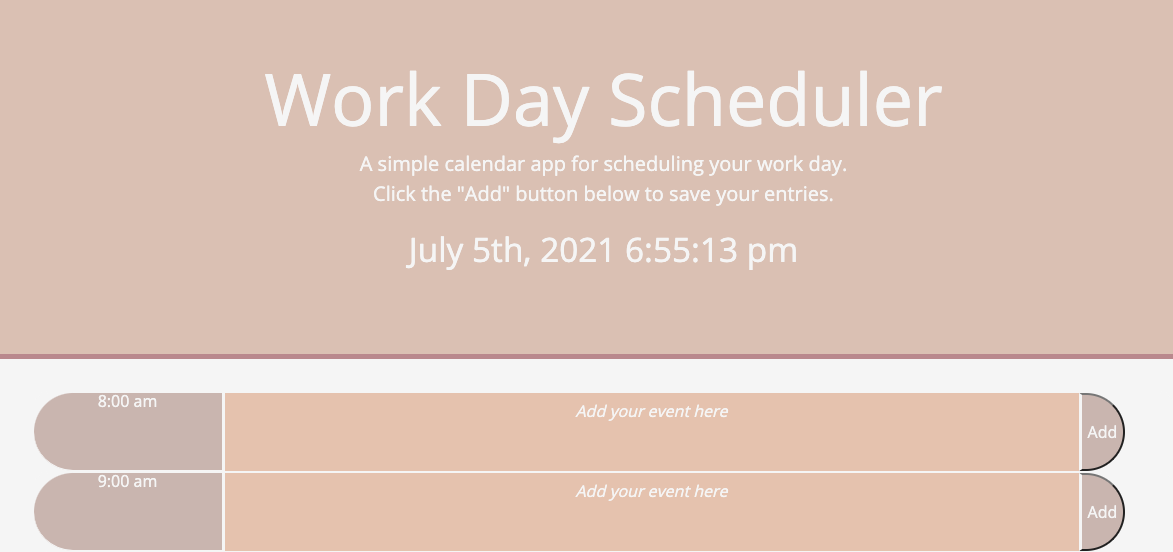 Work Day Scheduler
A simple calendar app for scheduling your work day.
Click the "Add" button below to save your entries.
July 5th, 2021 6:55:13 pm
8:00 am
Add your event here
Add
9:00 am
Add your event here
Add